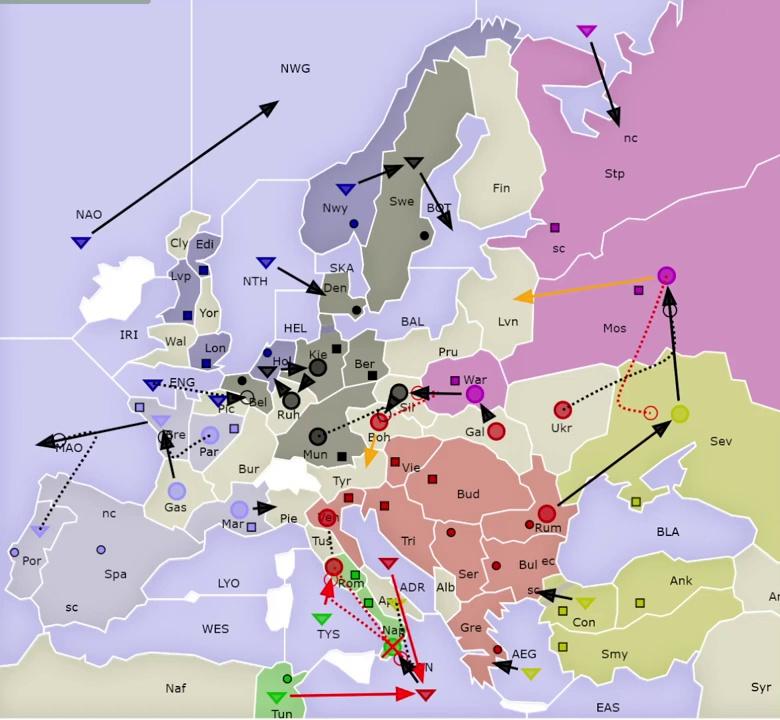 NWG
nc
Stp
Fin
NAO
Swe
BOT
Nwy
Cly
Edi
sc
SKA
Lvp
NTH
Den
Mos
Yor
Lvn
IRI
HEL
BAL
Wal
Pru
Lon
Hol
Kie
Ber
War
ENG
Pic
Bel
Sil
Ruh
Bre
Ukr
Gal
Boh
Sev
MAO
Par
Mun
Bur
Vie
Tyr
Bud
Gas
nc
Mar
Pie
Ven
Rum
BLA
Por
Spa
Tus
Tri
Ser
Bul
ec
LYO
Rom
ADR
Alb
Ank
sc
Ap
Con
sc
WES
TYS
Nap
Gre
AEG
Smy
Naf
Tun
Syr
EAS